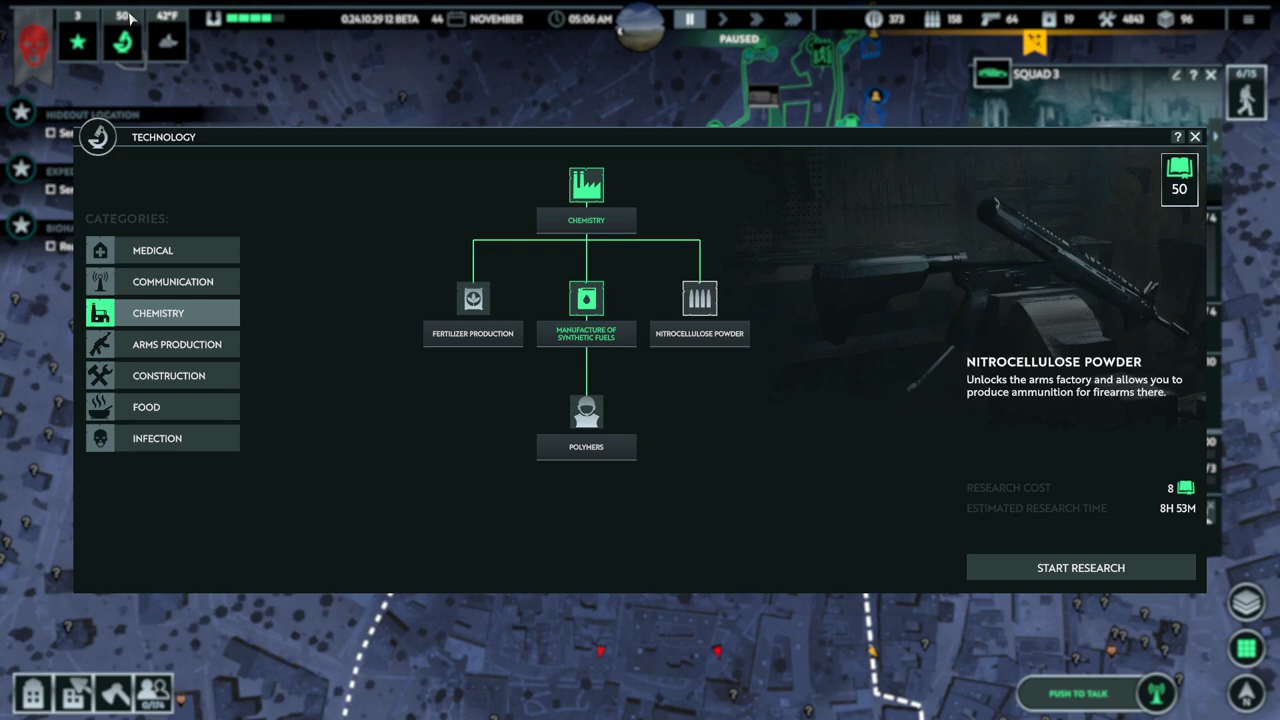 3 50 42°F 0.24.10.29 12 BETA 44 NOVEMBER 05:06 AM 373 158 64 19 4843 96
PAUSED
SQUAD 3
6/15
HIDEOUT LOCATION
TECHNOLOGY
50
CATEGORIES:
MEDICAL
COMMUNICATION
CHEMISTRY
ARMS PRODUCTION
CONSTRUCTION
FOOD
INFECTION
CHEMISTRY
FERTILIZER PRODUCTION
MANUFACTURE OF
SYNTHETIC FUELS
NITROCELLULOSE POWDER
POLYMERS
NITROCELLULOSE POWDER
Unlocks the arms factory and allows you to
produce ammunition for firearms there.
RESEARCH COST 8
ESTIMATED RESEARCH TIME 8H 53M
START RESEARCH
0/174
PUSH TO TALK